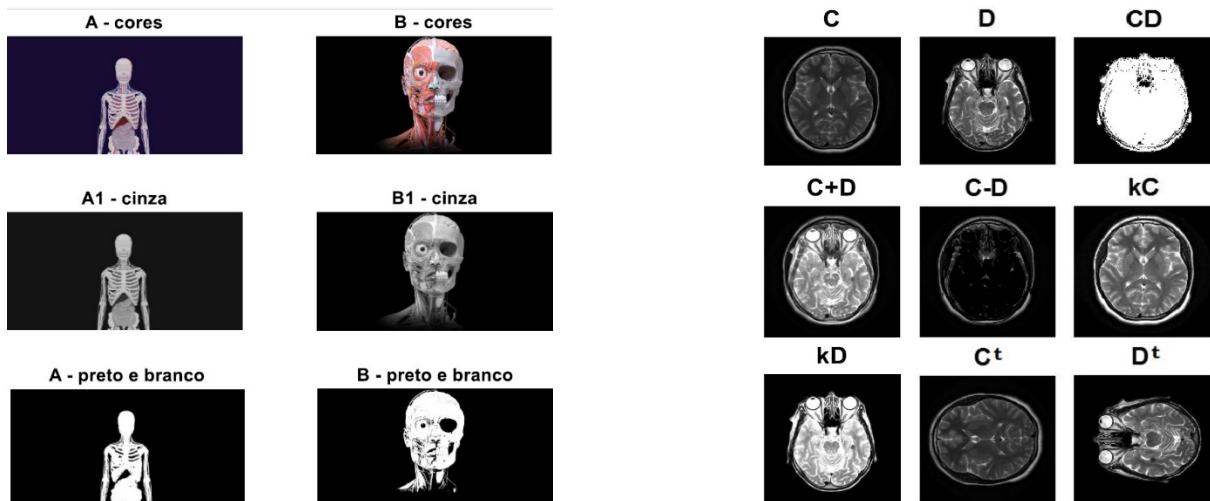 A - cores
B - cores
A1 - cinza
B1 - cinza
A - preto e branco
B - preto e branco
C
D
CD
C+D
C-D
kC
kD
Cᵗ
Dᵗ